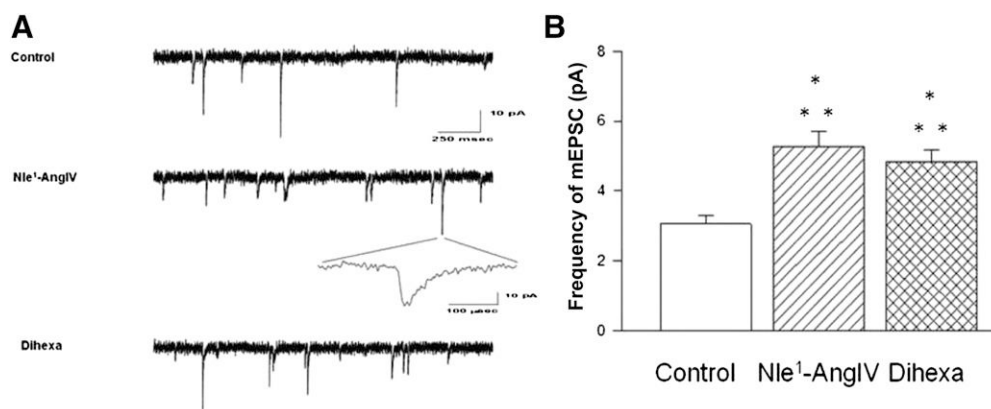 A
Control
10 pA
250 msec
Nle¹-AngIV
10 pA
100 µsec
Dihexa
B
Frequency of mEPSC (pA)
8
6
4
2
0
*
* *
*
* *
Control
Nle¹-AngIV
Dihexa